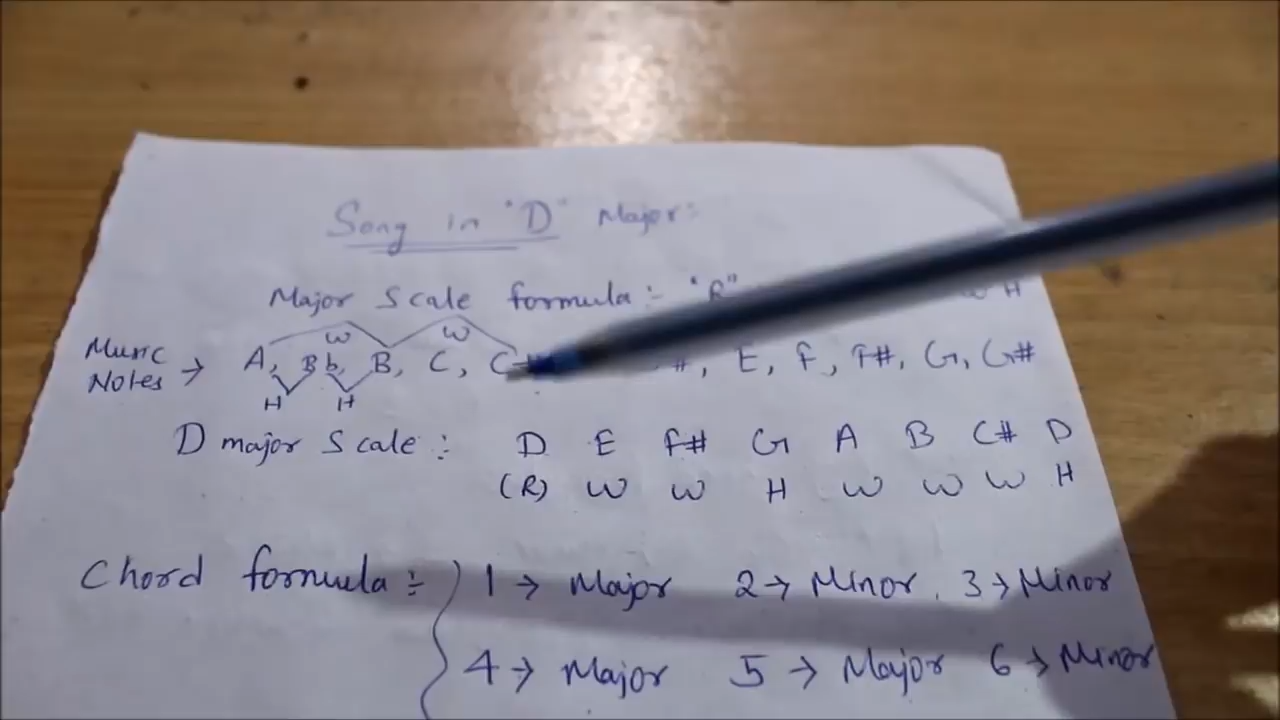 Song in "D" Major:
Major Scale formula :- "R" H
W W
Music Notes → A, Bb, B, C, C# #, E, F, F#, G, G#
H H
D major Scale : D E F# G A B C# D
(R) W W H W W W H
Chord formula :- 1 → Major 2 → Minor, 3 → Minor
4 → Major 5 → Major 6 → Minor